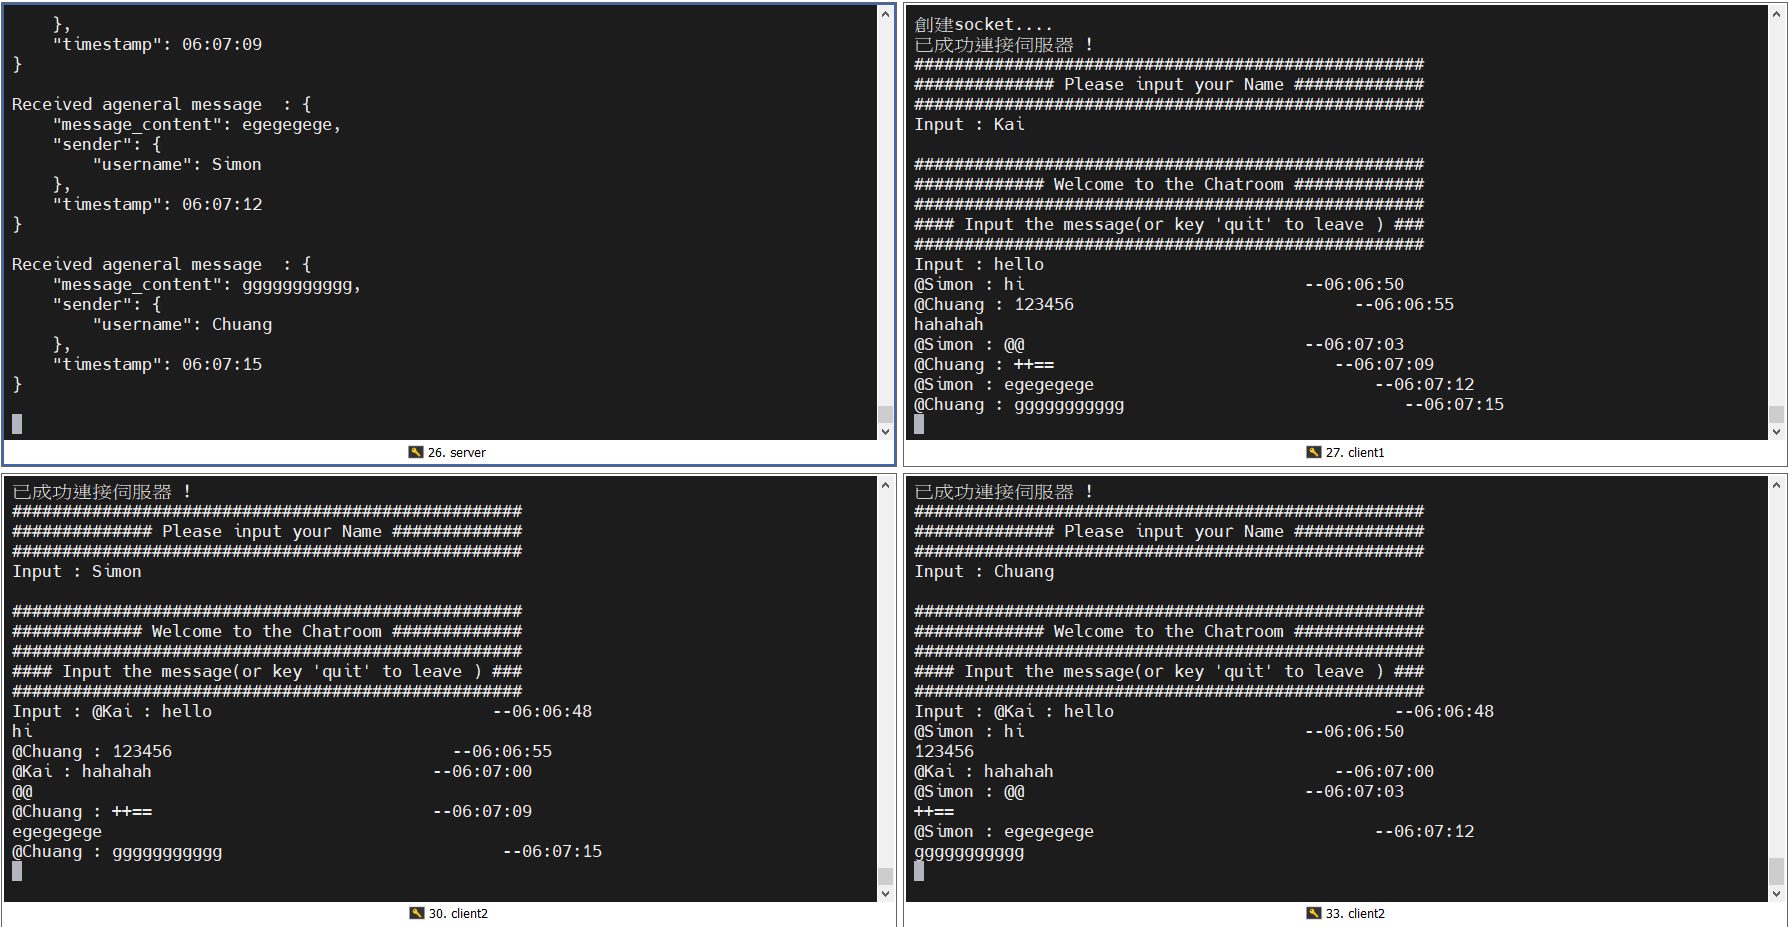 },
    "timestamp": 06:07:09
}
Received ageneral message  : {
    "message_content": egegegege,
    "sender": {
        "username": Simon
    },
    "timestamp": 06:07:12
}
Received ageneral message  : {
    "message_content": ggggggggggg,
    "sender": {
        "username": Chuang
    },
    "timestamp": 06:07:15
}
26. server
創建socket....
已成功連接伺服器 !
###################################################
############## Please input your Name #############
###################################################
Input : Kai
###################################################
############# Welcome to the Chatroom #############
###################################################
#### Input the message(or key 'quit' to leave ) ###
###################################################
Input : hello
@Simon : hi                            --06:06:50
@Chuang : 123456                            --06:06:55
hahahah
@Simon : @@                            --06:07:03
@Chuang : ++==                            --06:07:09
@Simon : egegegege                            --06:07:12
@Chuang : ggggggggggg                            --06:07:15
27. client1
已成功連接伺服器 !
###################################################
############## Please input your Name #############
###################################################
Input : Simon
###################################################
############# Welcome to the Chatroom #############
###################################################
#### Input the message(or key 'quit' to leave ) ###
###################################################
Input : @Kai : hello                            --06:06:48
hi
@Chuang : 123456                            --06:06:55
@Kai : hahahah                            --06:07:00
@@
@Chuang : ++==                            --06:07:09
egegegege
@Chuang : ggggggggggg                            --06:07:15
30. client2
已成功連接伺服器 !
###################################################
############## Please input your Name #############
###################################################
Input : Chuang
###################################################
############# Welcome to the Chatroom #############
###################################################
#### Input the message(or key 'quit' to leave ) ###
###################################################
Input : @Kai : hello                            --06:06:48
@Simon : hi                            --06:06:50
123456
@Kai : hahahah                            --06:07:00
@Simon : @@                            --06:07:03
++==
@Simon : egegegege                            --06:07:12
ggggggggggg
33. client2